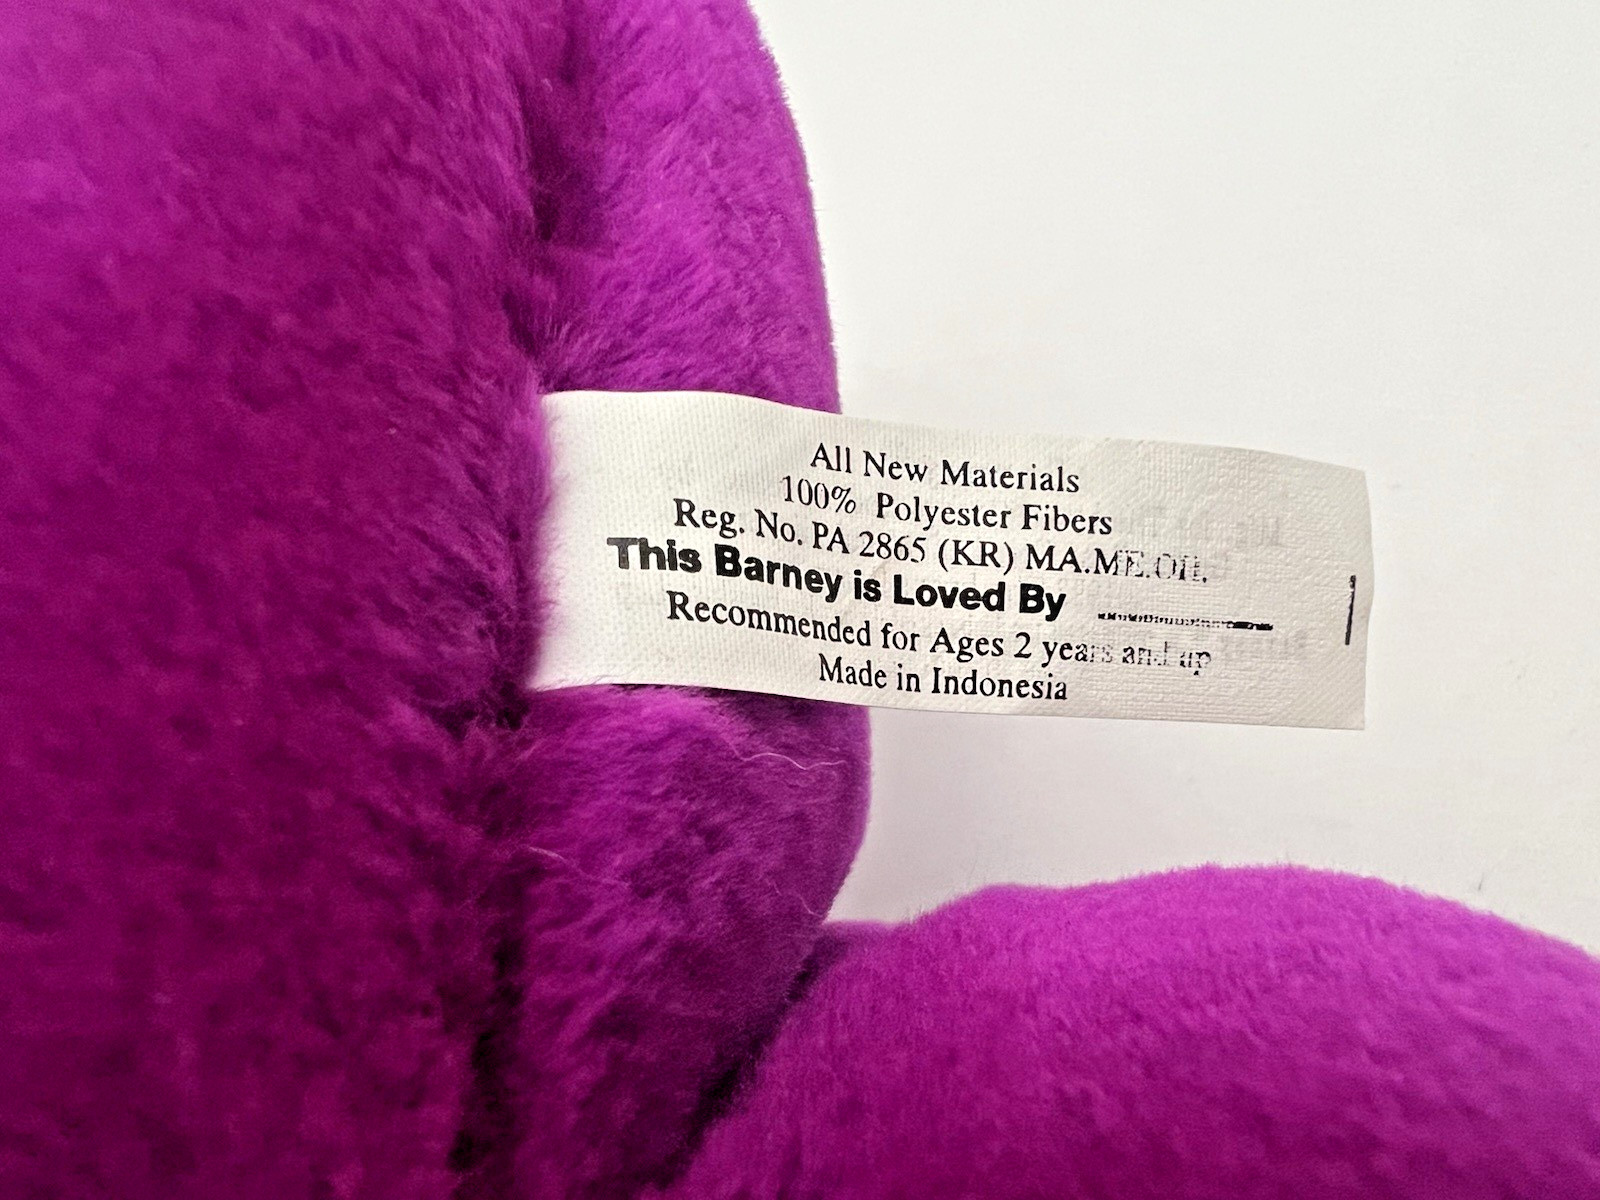 All New Materials
100% Polyester Fibers
Reg. No. PA 2865 (KR) MA.ME.OH.
This Barney is Loved By
Recommended for Ages 2 years and up
Made in Indonesia